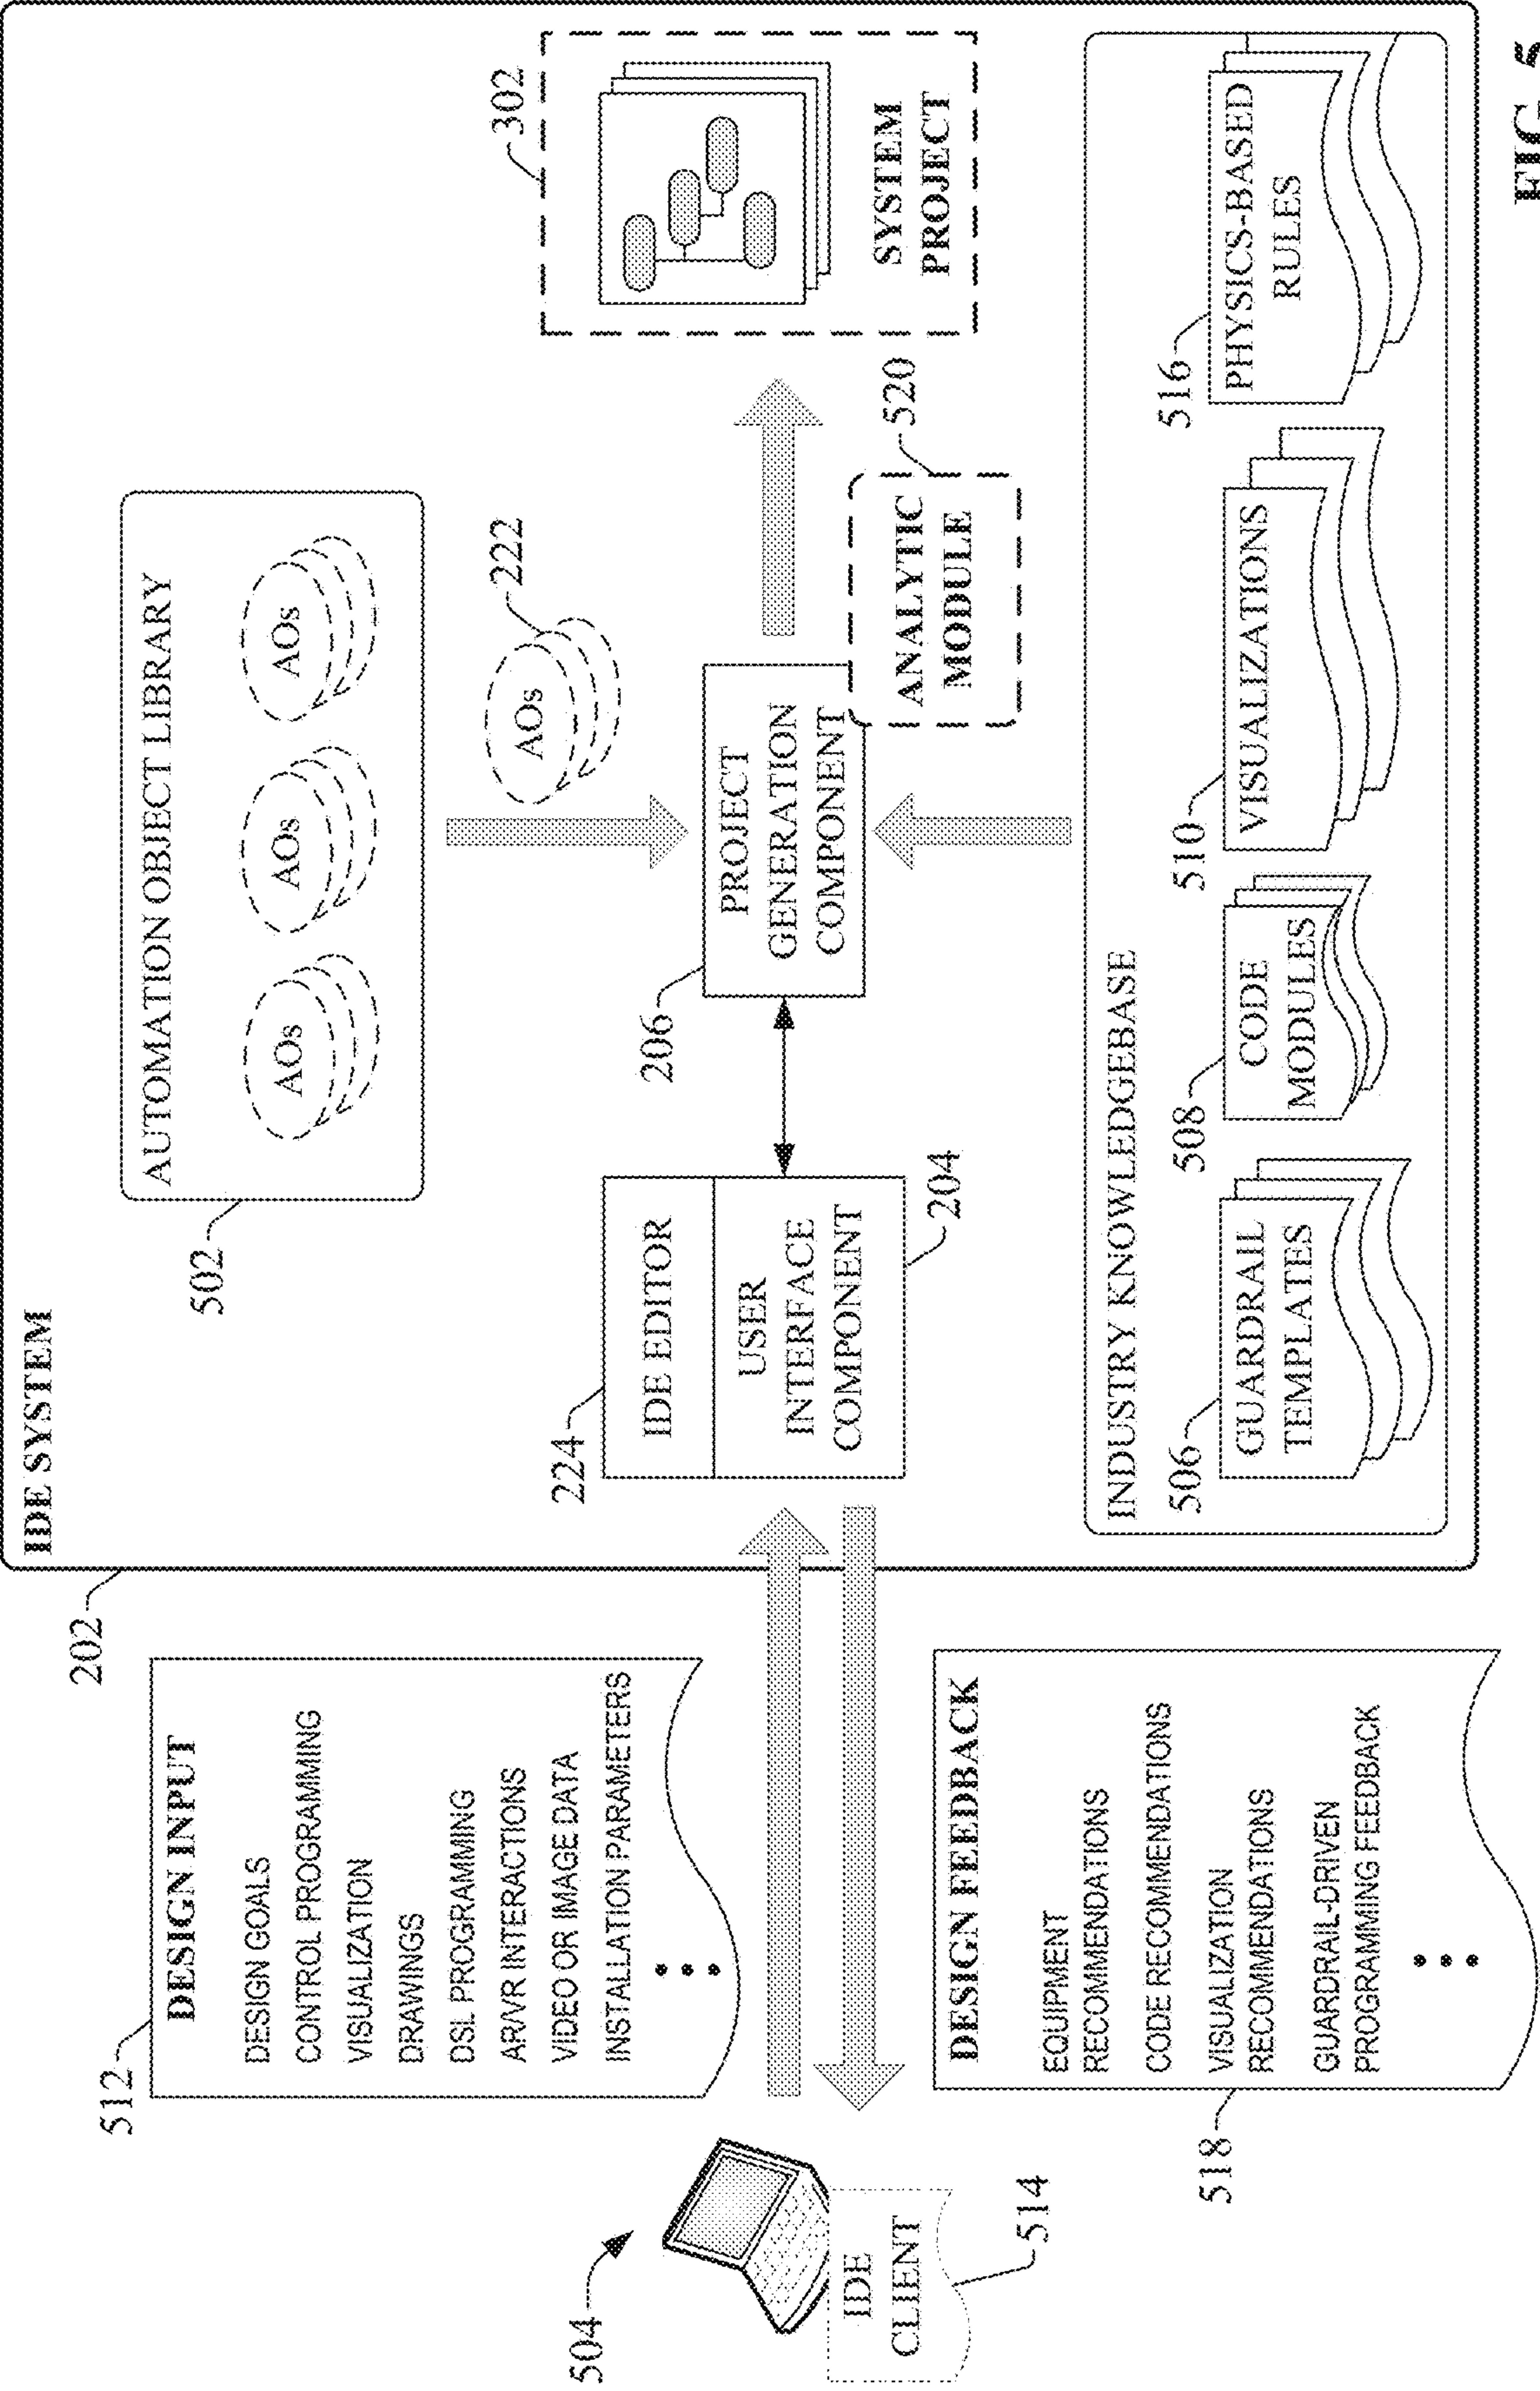 IDE SYSTEM
202
AUTOMATION OBJECT LIBRARY
AOs
AOs
AOs
502
AOs
222
302
SYSTEM
PROJECT
224
IDE EDITOR
USER
INTERFACE
COMPONENT
204
206
PROJECT
GENERATION
COMPONENT
ANALYTIC
MODULE
520
INDUSTRY KNOWLEDGEBASE
506
GUARDRAIL
TEMPLATES
508
CODE
MODULES
510
VISUALIZATIONS
516
PHYSICS-BASED
RULES
512
DESIGN INPUT
DESIGN GOALS
CONTROL PROGRAMMING
VISUALIZATION
DRAWINGS
DSL PROGRAMMING
AR/VR INTERACTIONS
VIDEO OR IMAGE DATA
INSTALLATION PARAMETERS
504
IDE
CLIENT
514
DESIGN FEEDBACK
EQUIPMENT
RECOMMENDATIONS
CODE RECOMMENDATIONS
VISUALIZATION
RECOMMENDATIONS
GUARDRAIL-DRIVEN
PROGRAMMING FEEDBACK
518
FIG. 5